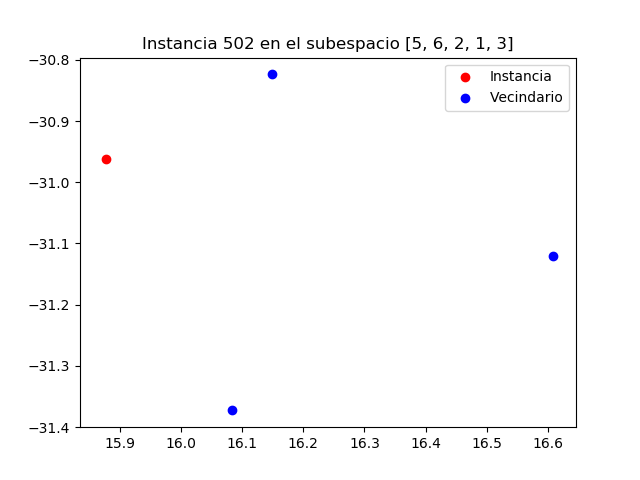 Instancia 502 en el subespacio [5, 6, 2, 1, 3]
−30.8
−30.9
−31.0
−31.1
−31.2
−31.3
−31.4
Instancia
Vecindario
15.9 16.0 16.1 16.2 16.3 16.4 16.5 16.6